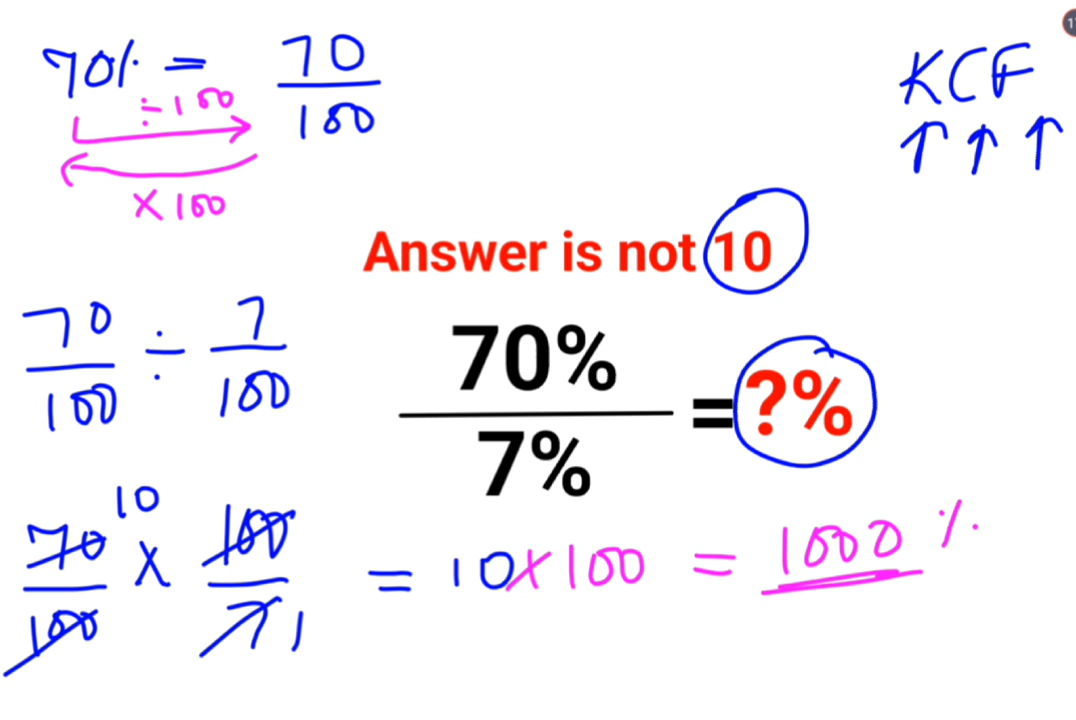 70% = 70/100
÷100
×100
KCF
↑ ↑ ↑
Answer is not 10
70%/7% = ?%
70/100 ÷ 7/100
10
70/100 × 100/7 1 = 10×100 = 1000%